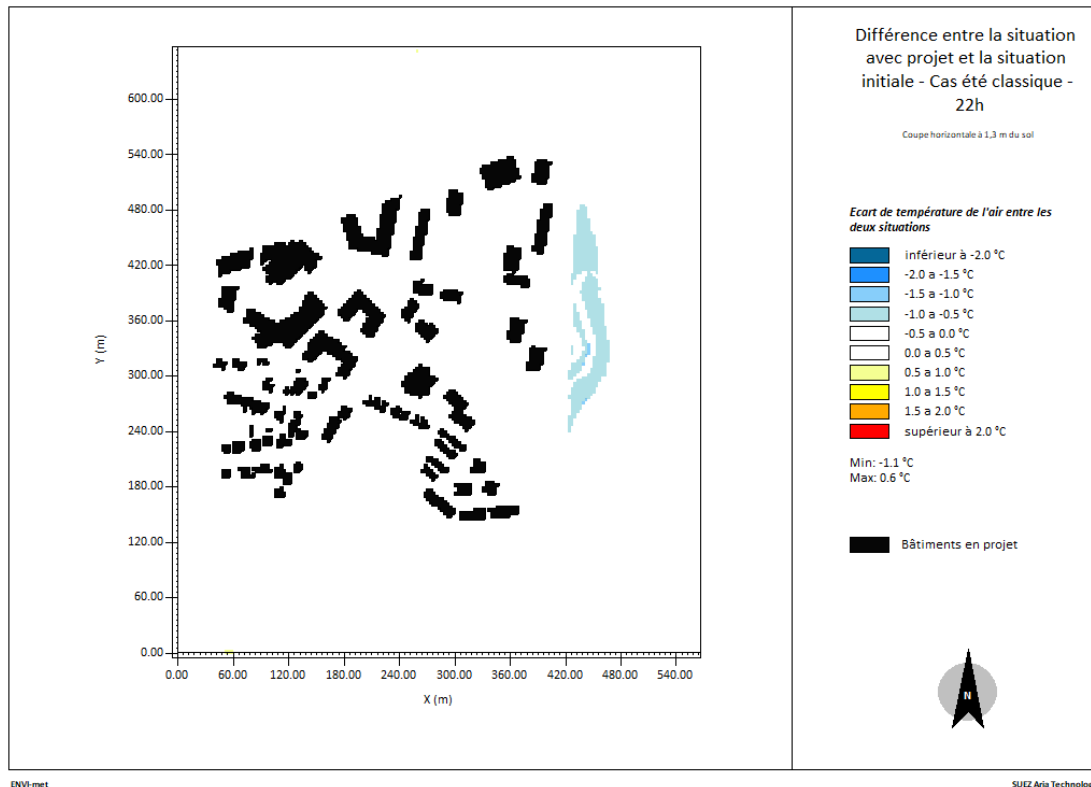 Différence entre la situation
avec projet et la situation
initiale - Cas été classique -
22h
Coupe horizontale à 1,3 m du sol
Ecart de température de l'air entre les
deux situations
inférieur à -2.0 °C
-2.0 a -1.5 °C
-1.5 a -1.0 °C
-1.0 a -0.5 °C
-0.5 a 0.0 °C
0.0 a 0.5 °C
0.5 a 1.0 °C
1.0 a 1.5 °C
1.5 a 2.0 °C
supérieur à 2.0 °C
Min: -1.1 °C
Max: 0.6 °C
Bâtiments en projet
N
600.00
540.00
480.00
420.00
360.00
300.00
240.00
180.00
120.00
60.00
0.00
Y (m)
0.00 60.00 120.00 180.00 240.00 300.00 360.00 420.00 480.00 540.00
X (m)
ENVI-met
SUEZ Aria Technolog